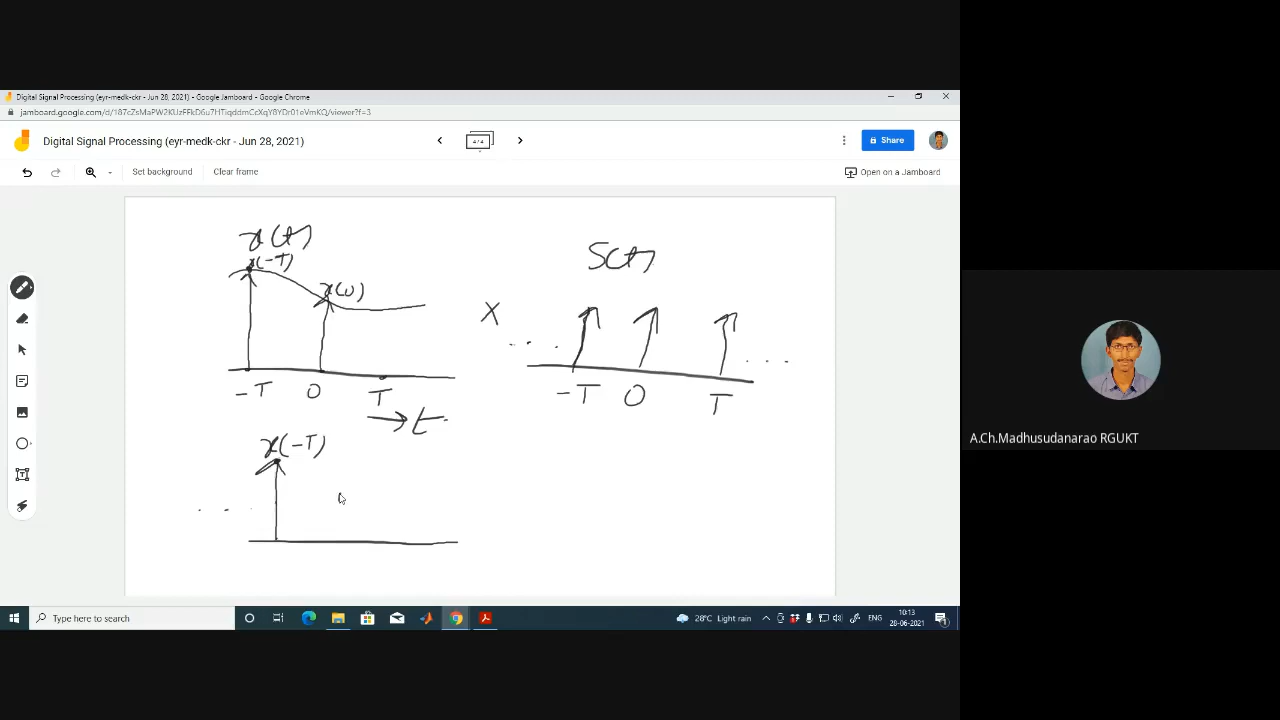 Digital Signal Processing (eyr-medk-ckr - Jun 28, 2021) - Google Jamboard - Google Chrome
Digital Signal Processing (eyr-medk-ckr - Jun 28, 2021)
4/4
Share
Set background
Clear frame
Open on a Jamboard
x(t)
x(-T)
x(0)
-T 0 T
t
X
S(t)
-T 0 T
x(-T)
A.Ch.Madhusudanarao RGUKT
Type here to search
28°C Light rain
ENG
10:13
28-06-2021